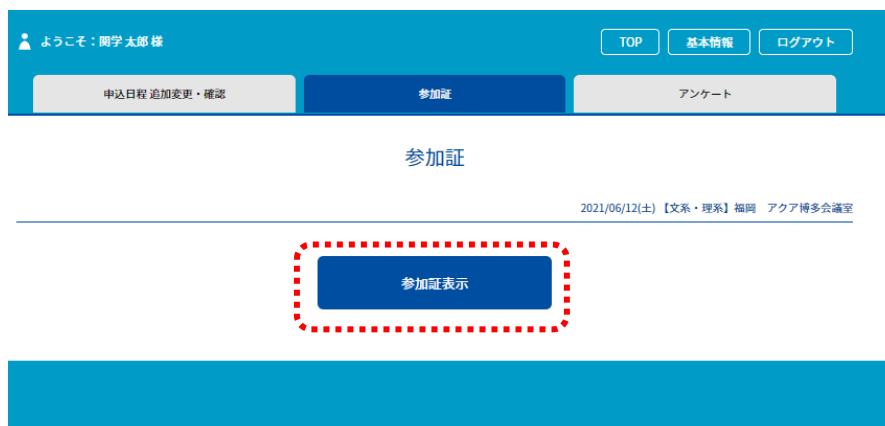 ようこそ：関学 太郎 様
TOP
基本情報
ログアウト
申込日程 追加変更・確認
参加証
アンケート
参加証
2021/06/12(土) 【文系・理系】福岡　アクア博多会議室
参加証表示